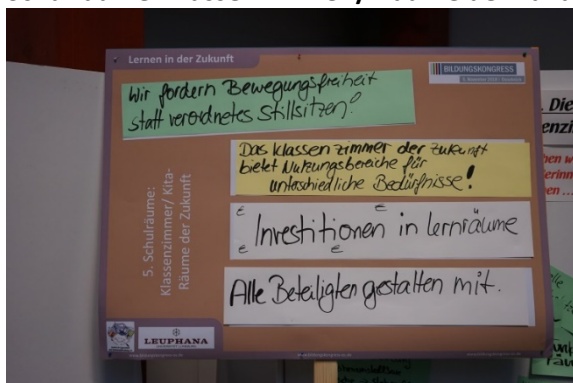 Lernen in der Zukunft
BILDUNGSKONGRESS
Wir fordern Bewegungsfreiheit
statt verordnetes Stillsitzen!
Das Klassenzimmer der Zukunft
bietet Nutzungsbereiche für
unterschiedliche Bedürfnisse!
€ €
Investitionen in Lernräume
€ €
Alle Beteiligten gestalten mit.
5. Schulräume:
Klassenzimmer/ Kita-
Räume der Zukunft
LEUPHANA
Die